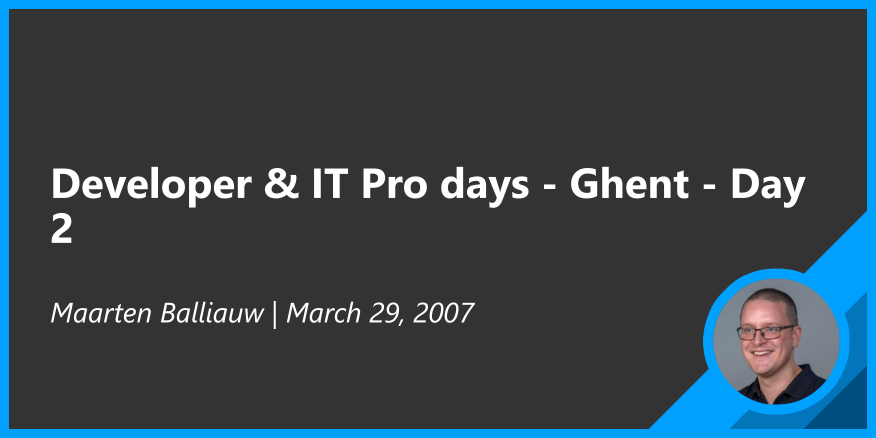 Developer & IT Pro days - Ghent - Day
2
Maarten Balliauw | March 29, 2007